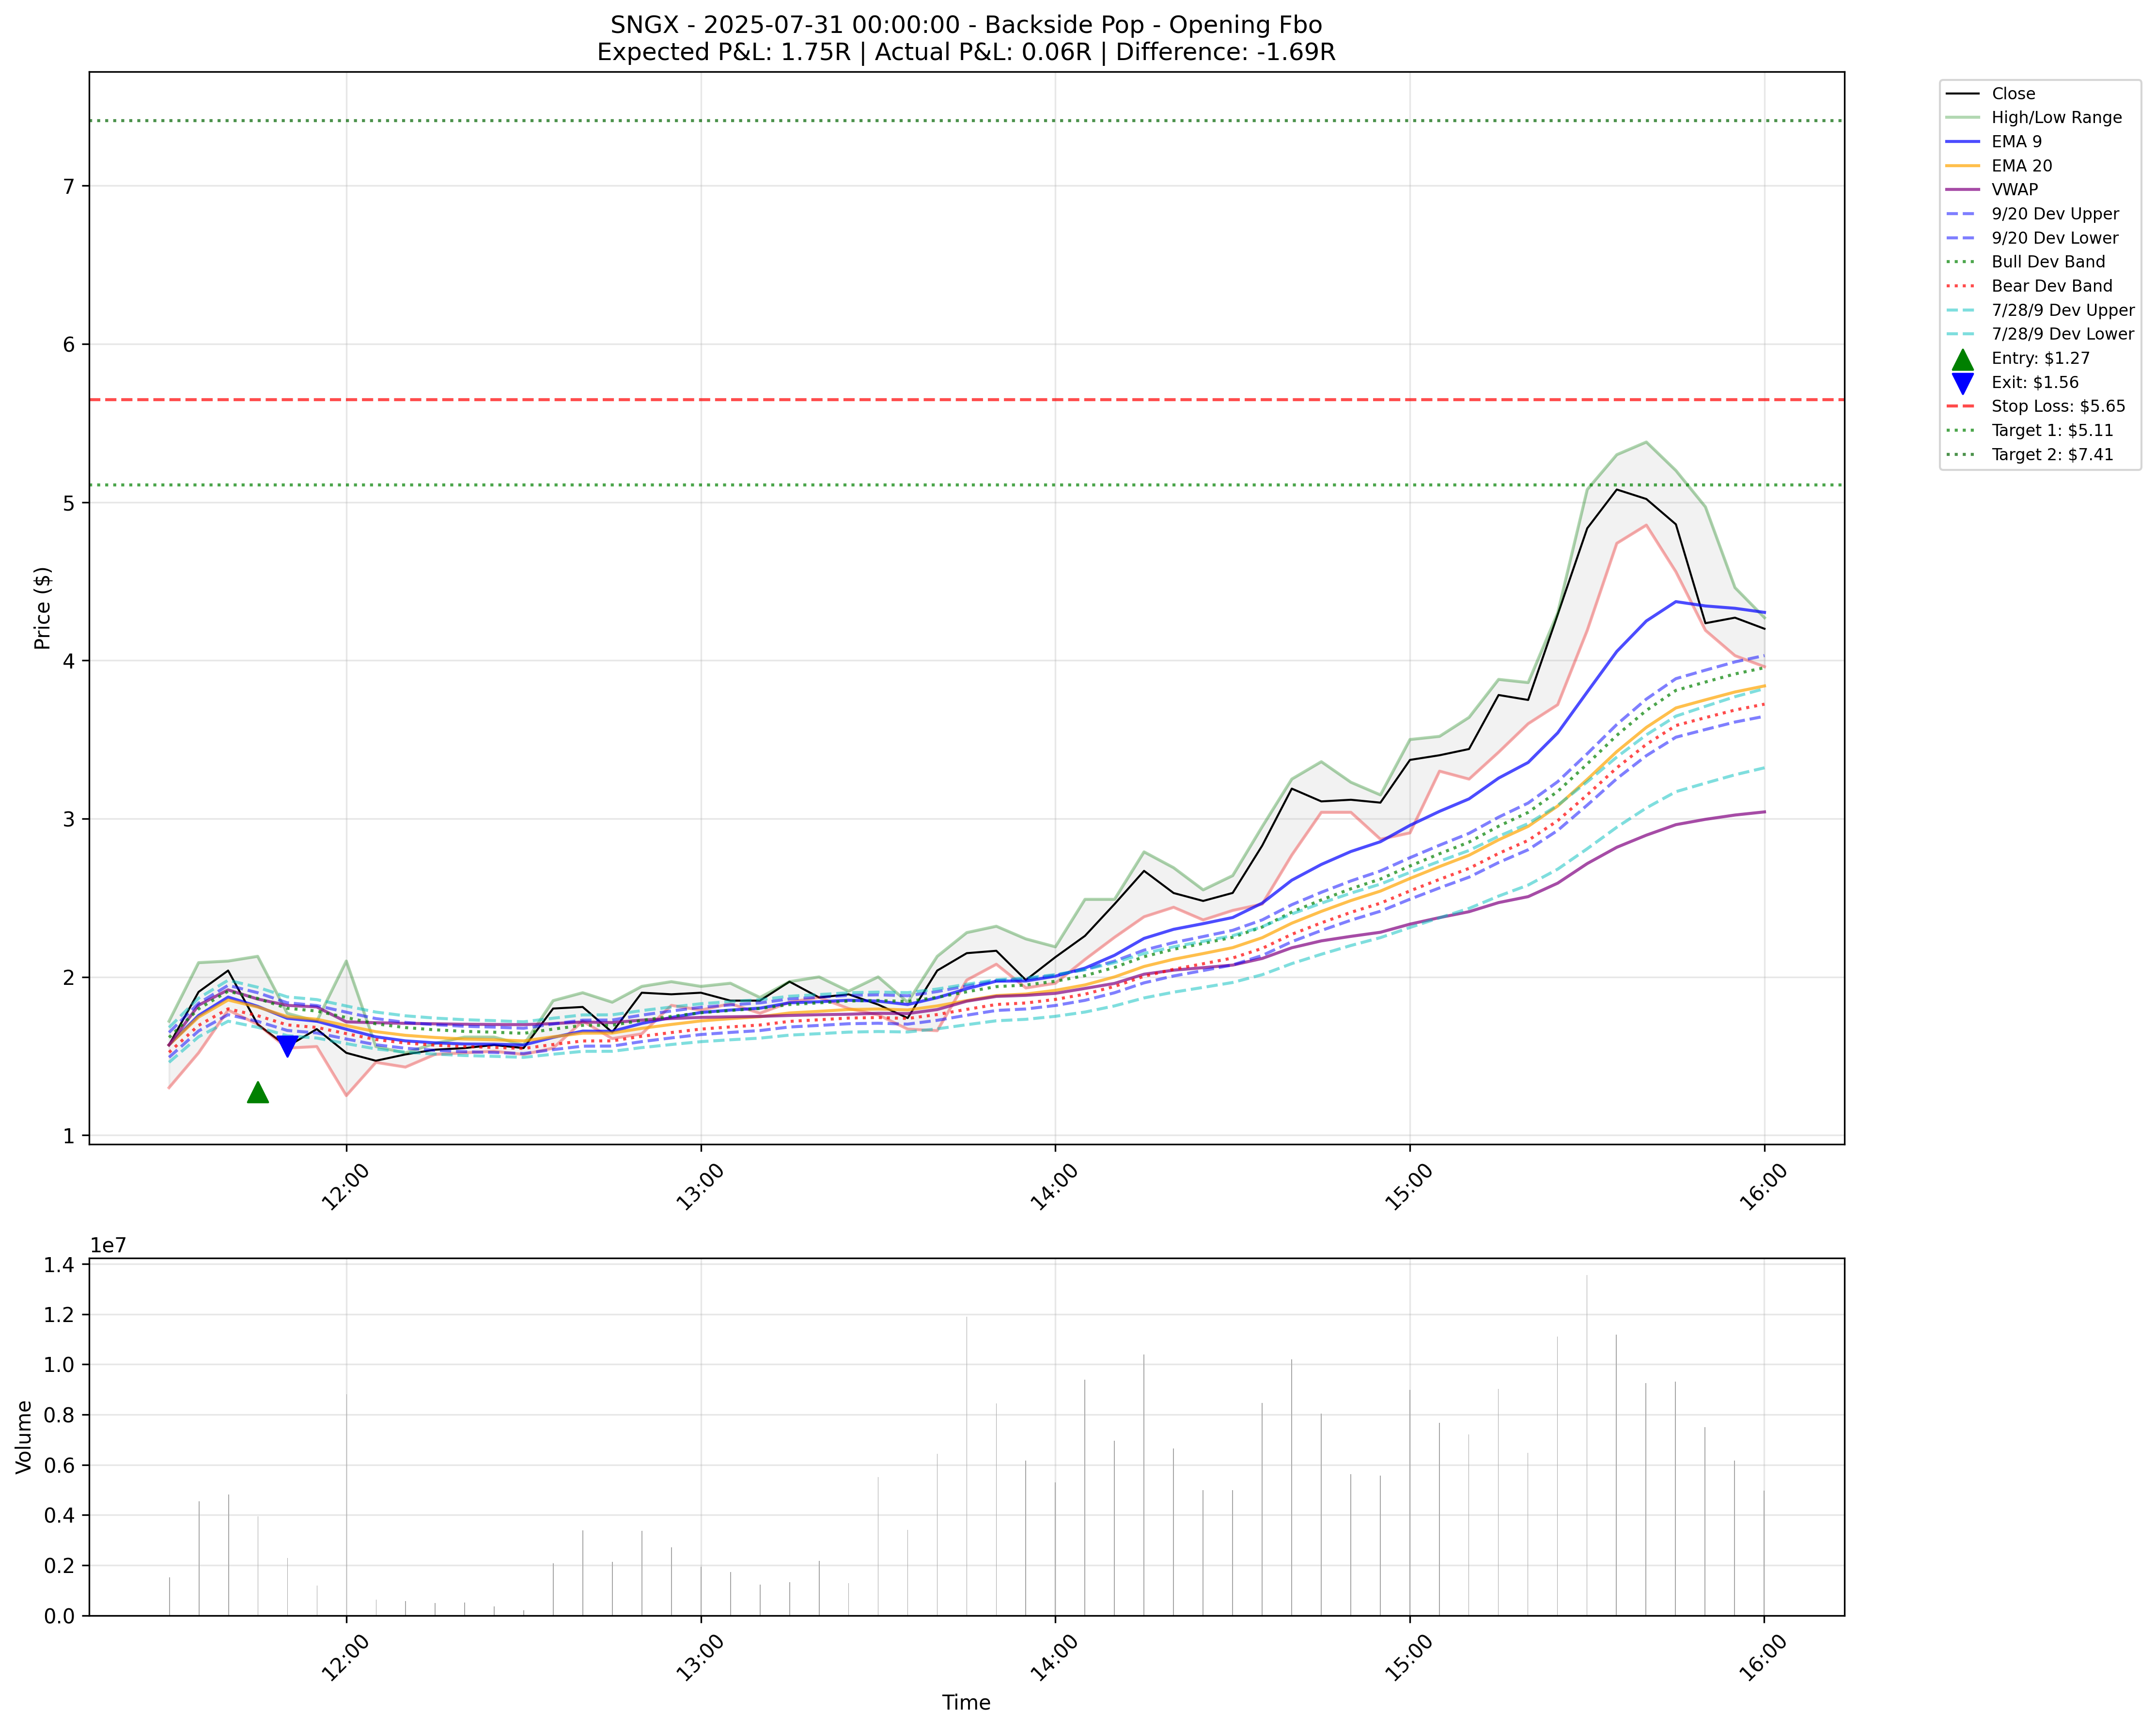 SNGX - 2025-07-31 00:00:00 - Backside Pop - Opening Fbo
Expected P&L: 1.75R | Actual P&L: 0.06R | Difference: -1.69R
Close
High/Low Range
EMA 9
EMA 20
VWAP
9/20 Dev Upper
9/20 Dev Lower
Bull Dev Band
Bear Dev Band
7/28/9 Dev Upper
7/28/9 Dev Lower
Entry: $1.27
Exit: $1.56
Stop Loss: $5.65
Target 1: $5.11
Target 2: $7.41
Price ($)
7
6
5
4
3
2
1
12:00
13:00
14:00
15:00
16:00
1e7
Volume
1.4
1.2
1.0
0.8
0.6
0.4
0.2
0.0
12:00
13:00
14:00
15:00
16:00
Time